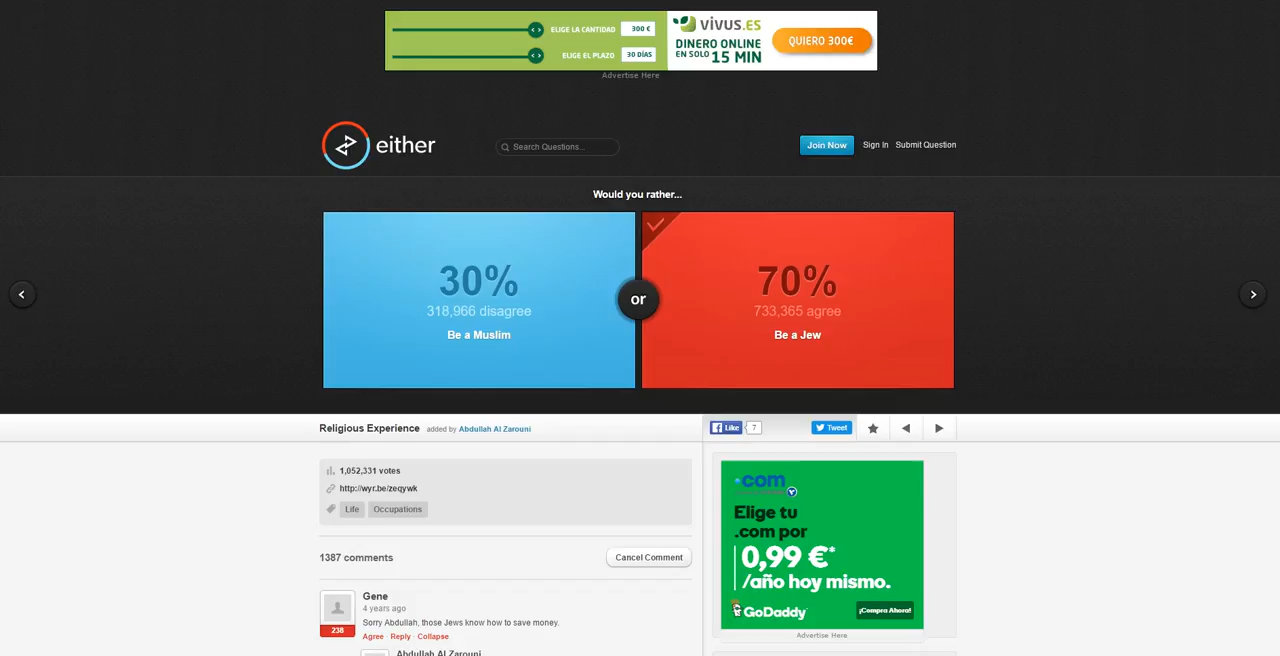 ELIGE LA CANTIDAD 300 €
ELIGE EL PLAZO 30 DÍAS
vivus.es
DINERO ONLINE
EN SOLO 15 MIN
QUIERO 300€
Advertise Here
either
Search Questions...
Join Now Sign In Submit Question
Would you rather...
30%
318,966 disagree
Be a Muslim
or
70%
733,365 agree
Be a Jew
Religious Experience added by Abdullah Al Zarouni
Like 7 Tweet
1,052,331 votes
http://wyr.be/zeqywk
Life Occupations
1387 comments
Cancel Comment
Gene
4 years ago
238
Sorry Abdullah, those Jews know how to save money.
Agree · Reply · Collapse
Abdullah Al Zarouni
.com
Elige tu
.com por
0,99 €*
/año hoy mismo.
GoDaddy
¡Compra Ahora!
Advertise Here